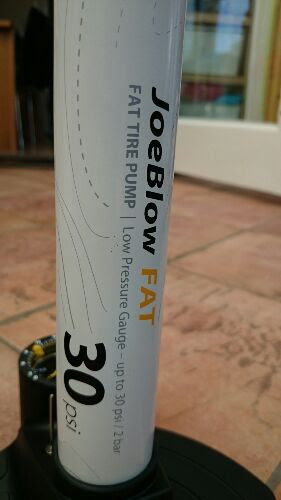 JoeBlow FAT
FAT TIRE PUMP | Low Pressure Gauge – up to 30 psi / 2 bar
30 psi